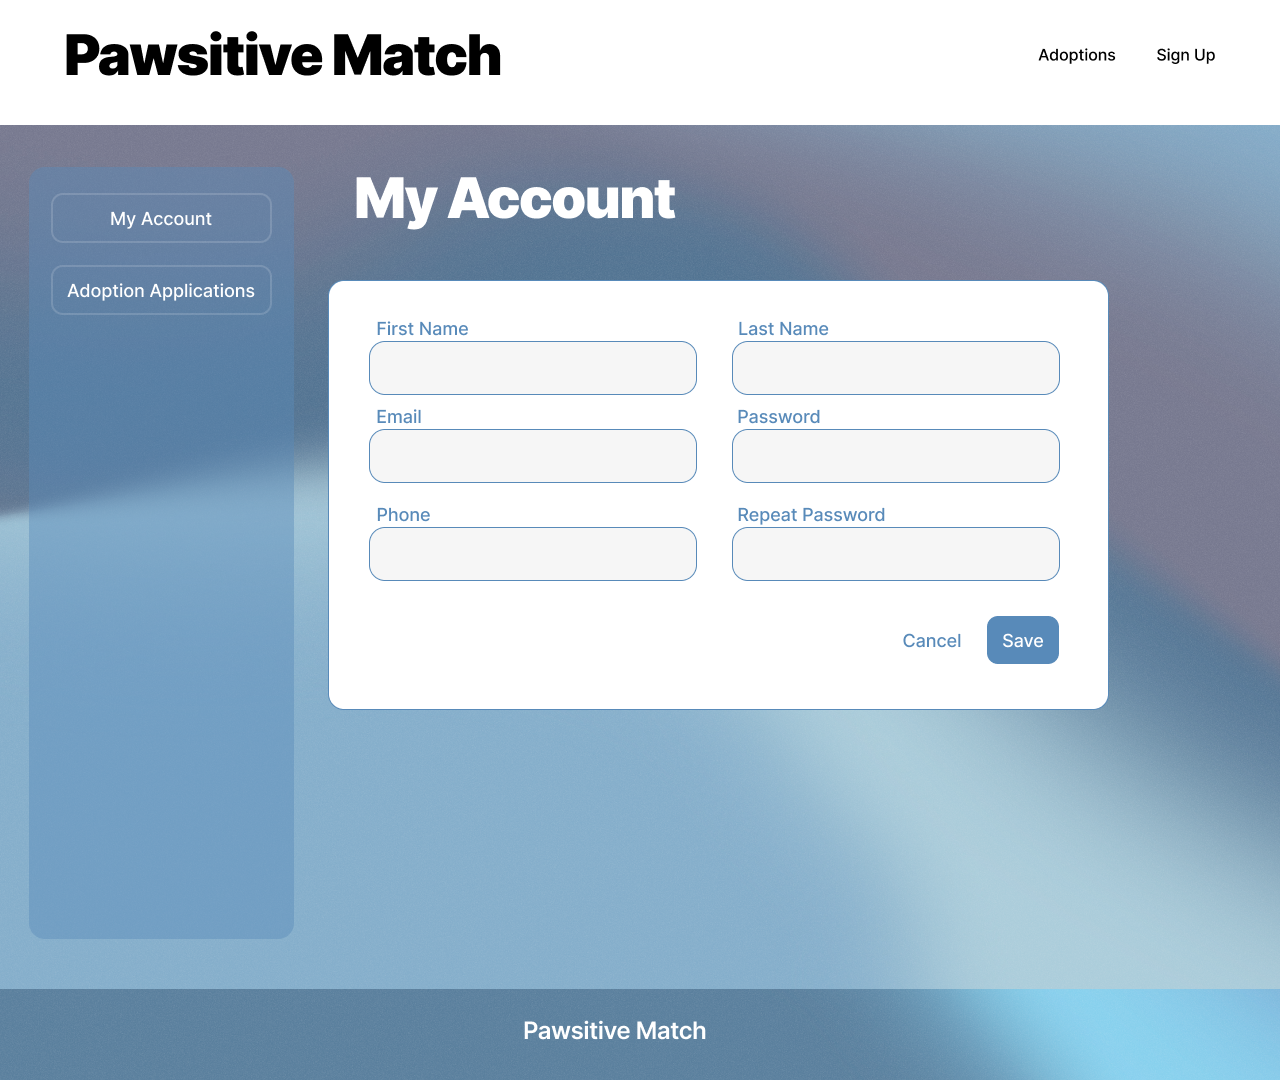 Pawsitive Match
Adoptions
Sign Up
My Account
Adoption Applications
My Account
First Name
Last Name
Email
Password
Phone
Repeat Password
Cancel
Save
Pawsitive Match